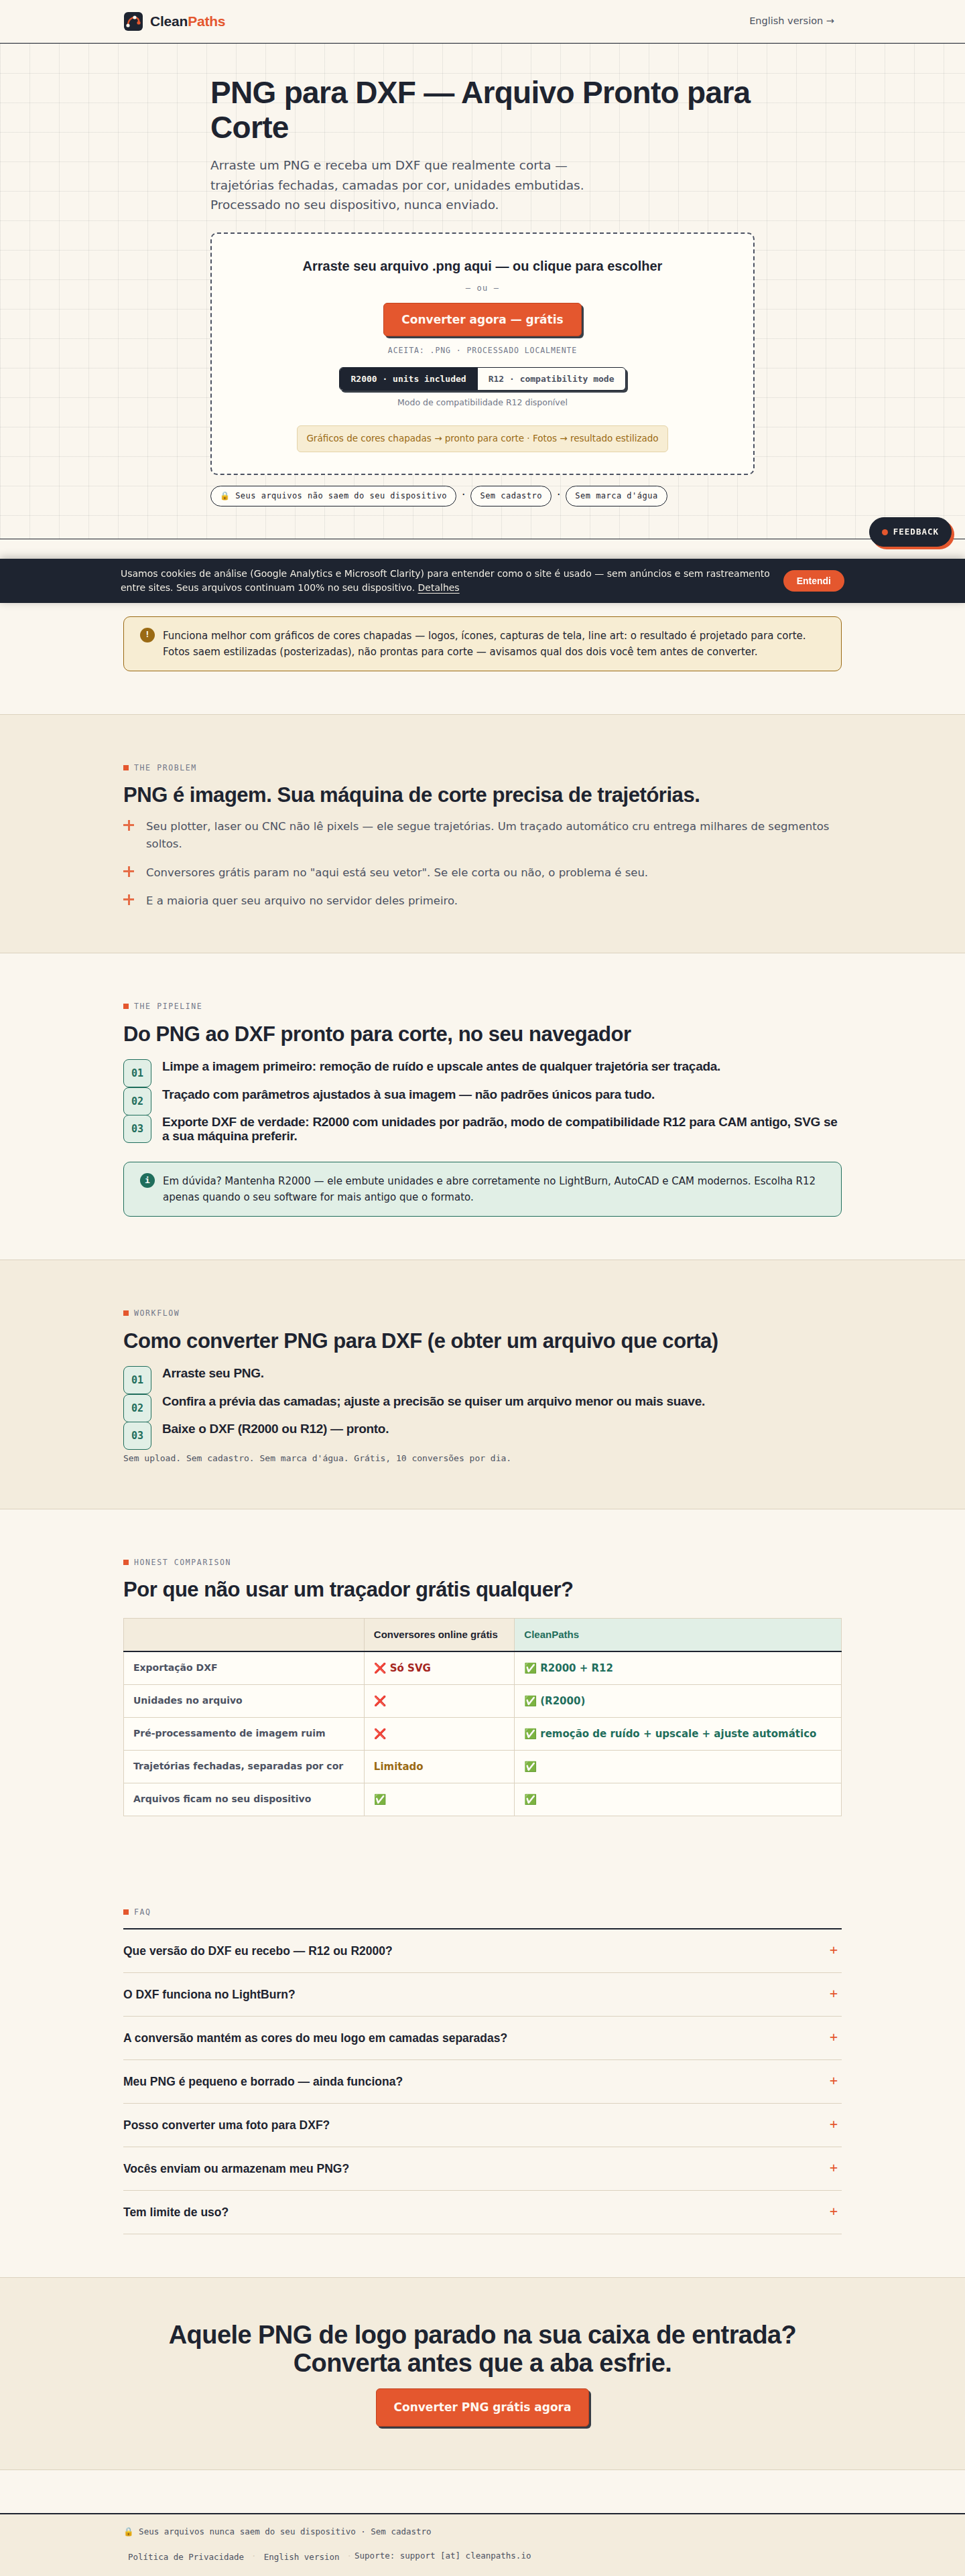 CleanPaths
English version →
PNG para DXF — Arquivo Pronto para
Corte
Arraste um PNG e receba um DXF que realmente corta —
trajetórias fechadas, camadas por cor, unidades embutidas.
Processado no seu dispositivo, nunca enviado.
Arraste seu arquivo .png aqui — ou clique para escolher
— ou —
Converter agora — grátis
ACEITA: .PNG · PROCESSADO LOCALMENTE
R2000 · units included
R12 · compatibility mode
Modo de compatibilidade R12 disponível
Gráficos de cores chapadas → pronto para corte · Fotos → resultado estilizado
🔒 Seus arquivos não saem do seu dispositivo · Sem cadastro · Sem marca d'água
FEEDBACK
Usamos cookies de análise (Google Analytics e Microsoft Clarity) para entender como o site é usado — sem anúncios e sem rastreamento
entre sites. Seus arquivos continuam 100% no seu dispositivo. Detalhes
Entendi
! Funciona melhor com gráficos de cores chapadas — logos, ícones, capturas de tela, line art: o resultado é projetado para corte.
Fotos saem estilizadas (posterizadas), não prontas para corte — avisamos qual dos dois você tem antes de converter.
THE PROBLEM
PNG é imagem. Sua máquina de corte precisa de trajetórias.
Seu plotter, laser ou CNC não lê pixels — ele segue trajetórias. Um traçado automático cru entrega milhares de segmentos
soltos.
Conversores grátis param no "aqui está seu vetor". Se ele corta ou não, o problema é seu.
E a maioria quer seu arquivo no servidor deles primeiro.
THE PIPELINE
Do PNG ao DXF pronto para corte, no seu navegador
01 Limpe a imagem primeiro: remoção de ruído e upscale antes de qualquer trajetória ser traçada.
02 Traçado com parâmetros ajustados à sua imagem — não padrões únicos para tudo.
03 Exporte DXF de verdade: R2000 com unidades por padrão, modo de compatibilidade R12 para CAM antigo, SVG se
a sua máquina preferir.
i Em dúvida? Mantenha R2000 — ele embute unidades e abre corretamente no LightBurn, AutoCAD e CAM modernos. Escolha R12
apenas quando o seu software for mais antigo que o formato.
WORKFLOW
Como converter PNG para DXF (e obter um arquivo que corta)
01 Arraste seu PNG.
02 Confira a prévia das camadas; ajuste a precisão se quiser um arquivo menor ou mais suave.
03 Baixe o DXF (R2000 ou R12) — pronto.
Sem upload. Sem cadastro. Sem marca d'água. Grátis, 10 conversões por dia.
HONEST COMPARISON
Por que não usar um traçador grátis qualquer?
Conversores online grátis CleanPaths
Exportação DXF ❌ Só SVG ✅ R2000 + R12
Unidades no arquivo ❌ ✅ (R2000)
Pré-processamento de imagem ruim ❌ ✅ remoção de ruído + upscale + ajuste automático
Trajetórias fechadas, separadas por cor Limitado ✅
Arquivos ficam no seu dispositivo ✅ ✅
FAQ
Que versão do DXF eu recebo — R12 ou R2000? +
O DXF funciona no LightBurn? +
A conversão mantém as cores do meu logo em camadas separadas? +
Meu PNG é pequeno e borrado — ainda funciona? +
Posso converter uma foto para DXF? +
Vocês enviam ou armazenam meu PNG? +
Tem limite de uso? +
Aquele PNG de logo parado na sua caixa de entrada?
Converta antes que a aba esfrie.
Converter PNG grátis agora
🔒 Seus arquivos nunca saem do seu dispositivo · Sem cadastro
Política de Privacidade · English version · Suporte: support [at] cleanpaths.io